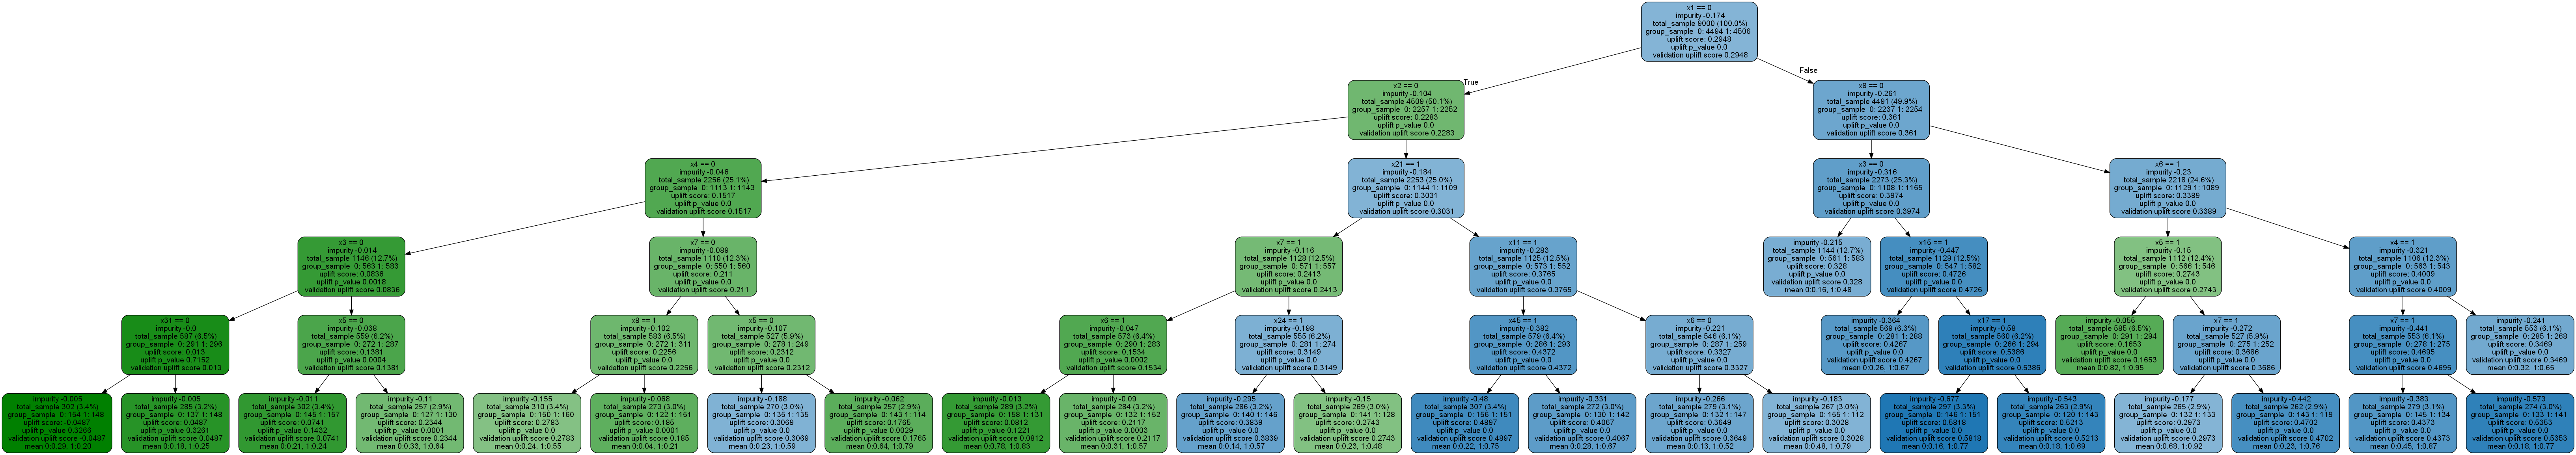 x1 == 0
impurity -0.174
total_sample 9000 (100.0%)
group_sample 0: 4494 1: 4506
uplift score: 0.2948
uplift p_value 0.0
validation uplift score 0.2948
True
False
x2 == 0
impurity -0.104
total_sample 4509 (50.1%)
group_sample 0: 2257 1: 2252
uplift score: 0.2283
uplift p_value 0.0
validation uplift score 0.2283
x8 == 0
impurity -0.261
total_sample 4491 (49.9%)
group_sample 0: 2237 1: 2254
uplift score: 0.361
uplift p_value 0.0
validation uplift score 0.361
x4 == 0
impurity -0.046
total_sample 2256 (25.1%)
group_sample 0: 1113 1: 1143
uplift score: 0.1517
uplift p_value 0.0
validation uplift score 0.1517
x21 == 1
impurity -0.184
total_sample 2253 (25.0%)
group_sample 0: 1144 1: 1109
uplift score: 0.3031
uplift p_value 0.0
validation uplift score 0.3031
x3 == 0
impurity -0.316
total_sample 2273 (25.3%)
group_sample 0: 1108 1: 1165
uplift score: 0.3974
uplift p_value 0.0
validation uplift score 0.3974
x6 == 1
impurity -0.23
total_sample 2218 (24.6%)
group_sample 0: 1129 1: 1089
uplift score: 0.3389
uplift p_value 0.0
validation uplift score 0.3389
x3 == 0
impurity -0.014
total_sample 1146 (12.7%)
group_sample 0: 563 1: 583
uplift score: 0.0836
uplift p_value 0.0018
validation uplift score 0.0836
x7 == 0
impurity -0.089
total_sample 1110 (12.3%)
group_sample 0: 550 1: 560
uplift score: 0.211
uplift p_value 0.0
validation uplift score 0.211
x7 == 1
impurity -0.116
total_sample 1128 (12.5%)
group_sample 0: 571 1: 557
uplift score: 0.2413
uplift p_value 0.0
validation uplift score 0.2413
x11 == 1
impurity -0.283
total_sample 1125 (12.5%)
group_sample 0: 573 1: 552
uplift score: 0.3765
uplift p_value 0.0
validation uplift score 0.3765
impurity -0.215
total_sample 1144 (12.7%)
group_sample 0: 561 1: 583
uplift score: 0.328
uplift p_value 0.0
validation uplift score 0.328
mean 0:0.16, 1:0.48
x15 == 1
impurity -0.447
total_sample 1129 (12.5%)
group_sample 0: 547 1: 582
uplift score: 0.4726
uplift p_value 0.0
validation uplift score 0.4726
x5 == 1
impurity -0.15
total_sample 1112 (12.4%)
group_sample 0: 566 1: 546
uplift score: 0.2743
uplift p_value 0.0
validation uplift score 0.2743
x4 == 1
impurity -0.321
total_sample 1106 (12.3%)
group_sample 0: 563 1: 543
uplift score: 0.4009
uplift p_value 0.0
validation uplift score 0.4009
x31 == 0
impurity -0.0
total_sample 587 (6.5%)
group_sample 0: 291 1: 296
uplift score: 0.013
uplift p_value 0.7152
validation uplift score 0.013
x5 == 0
impurity -0.038
total_sample 559 (6.2%)
group_sample 0: 272 1: 287
uplift score: 0.1381
uplift p_value 0.0004
validation uplift score 0.1381
x8 == 1
impurity -0.102
total_sample 583 (6.5%)
group_sample 0: 272 1: 311
uplift score: 0.2256
uplift p_value 0.0
validation uplift score 0.2256
x5 == 0
impurity -0.107
total_sample 527 (5.9%)
group_sample 0: 278 1: 249
uplift score: 0.2312
uplift p_value 0.0
validation uplift score 0.2312
x6 == 1
impurity -0.047
total_sample 573 (6.4%)
group_sample 0: 290 1: 283
uplift score: 0.1534
uplift p_value 0.0002
validation uplift score 0.1534
x24 == 1
impurity -0.198
total_sample 555 (6.2%)
group_sample 0: 281 1: 274
uplift score: 0.3149
uplift p_value 0.0
validation uplift score 0.3149
x45 == 1
impurity -0.382
total_sample 579 (6.4%)
group_sample 0: 286 1: 293
uplift score: 0.4372
uplift p_value 0.0
validation uplift score 0.4372
x6 == 0
impurity -0.221
total_sample 546 (6.1%)
group_sample 0: 287 1: 259
uplift score: 0.3327
uplift p_value 0.0
validation uplift score 0.3327
impurity -0.364
total_sample 569 (6.3%)
group_sample 0: 281 1: 288
uplift score: 0.4267
uplift p_value 0.0
validation uplift score 0.4267
mean 0:0.26, 1:0.67
x17 == 1
impurity -0.58
total_sample 560 (6.2%)
group_sample 0: 266 1: 294
uplift score: 0.5386
uplift p_value 0.0
validation uplift score 0.5386
impurity -0.055
total_sample 585 (6.5%)
group_sample 0: 291 1: 294
uplift score: 0.1653
uplift p_value 0.0
validation uplift score 0.1653
mean 0:0.82, 1:0.95
x7 == 1
impurity -0.272
total_sample 527 (5.9%)
group_sample 0: 275 1: 252
uplift score: 0.3686
uplift p_value 0.0
validation uplift score 0.3686
x7 == 1
impurity -0.441
total_sample 553 (6.1%)
group_sample 0: 278 1: 275
uplift score: 0.4695
uplift p_value 0.0
validation uplift score 0.4695
impurity -0.241
total_sample 553 (6.1%)
group_sample 0: 285 1: 268
uplift score: 0.3469
uplift p_value 0.0
validation uplift score 0.3469
mean 0:0.32, 1:0.65
impurity -0.005
total_sample 302 (3.4%)
group_sample 0: 154 1: 148
uplift score: -0.0487
uplift p_value 0.3266
validation uplift score -0.0487
mean 0:0.29, 1:0.20
impurity -0.005
total_sample 285 (3.2%)
group_sample 0: 137 1: 148
uplift score: 0.0487
uplift p_value 0.3261
validation uplift score 0.0487
mean 0:0.18, 1:0.25
impurity -0.011
total_sample 302 (3.4%)
group_sample 0: 145 1: 157
uplift score: 0.0741
uplift p_value 0.1432
validation uplift score 0.0741
mean 0:0.21, 1:0.24
impurity -0.11
total_sample 257 (2.9%)
group_sample 0: 127 1: 130
uplift score: 0.2344
uplift p_value 0.0001
validation uplift score 0.2344
mean 0:0.33, 1:0.64
impurity -0.155
total_sample 310 (3.4%)
group_sample 0: 150 1: 160
uplift score: 0.2783
uplift p_value 0.0
validation uplift score 0.2783
mean 0:0.24, 1:0.55
impurity -0.068
total_sample 273 (3.0%)
group_sample 0: 122 1: 151
uplift score: 0.185
uplift p_value 0.0001
validation uplift score 0.185
mean 0:0.04, 1:0.21
impurity -0.188
total_sample 270 (3.0%)
group_sample 0: 135 1: 135
uplift score: 0.3069
uplift p_value 0.0
validation uplift score 0.3069
mean 0:0.23, 1:0.59
impurity -0.062
total_sample 257 (2.9%)
group_sample 0: 143 1: 114
uplift score: 0.1765
uplift p_value 0.0029
validation uplift score 0.1765
mean 0:0.64, 1:0.79
impurity -0.013
total_sample 289 (3.2%)
group_sample 0: 158 1: 131
uplift score: 0.0812
uplift p_value 0.1221
validation uplift score 0.0812
mean 0:0.78, 1:0.83
impurity -0.09
total_sample 284 (3.2%)
group_sample 0: 132 1: 152
uplift score: 0.2117
uplift p_value 0.0003
validation uplift score 0.2117
mean 0:0.31, 1:0.57
impurity -0.295
total_sample 286 (3.2%)
group_sample 0: 140 1: 146
uplift score: 0.3839
uplift p_value 0.0
validation uplift score 0.3839
mean 0:0.14, 1:0.57
impurity -0.15
total_sample 269 (3.0%)
group_sample 0: 141 1: 128
uplift score: 0.2743
uplift p_value 0.0
validation uplift score 0.2743
mean 0:0.23, 1:0.48
impurity -0.48
total_sample 307 (3.4%)
group_sample 0: 156 1: 151
uplift score: 0.4897
uplift p_value 0.0
validation uplift score 0.4897
mean 0:0.22, 1:0.75
impurity -0.331
total_sample 272 (3.0%)
group_sample 0: 130 1: 142
uplift score: 0.4067
uplift p_value 0.0
validation uplift score 0.4067
mean 0:0.28, 1:0.67
impurity -0.266
total_sample 279 (3.1%)
group_sample 0: 132 1: 147
uplift score: 0.3649
uplift p_value 0.0
validation uplift score 0.3649
mean 0:0.13, 1:0.52
impurity -0.183
total_sample 267 (3.0%)
group_sample 0: 155 1: 112
uplift score: 0.3028
uplift p_value 0.0
validation uplift score 0.3028
mean 0:0.48, 1:0.79
impurity -0.677
total_sample 297 (3.3%)
group_sample 0: 146 1: 151
uplift score: 0.5818
uplift p_value 0.0
validation uplift score 0.5818
mean 0:0.16, 1:0.77
impurity -0.543
total_sample 263 (2.9%)
group_sample 0: 120 1: 143
uplift score: 0.5213
uplift p_value 0.0
validation uplift score 0.5213
mean 0:0.18, 1:0.69
impurity -0.177
total_sample 265 (2.9%)
group_sample 0: 132 1: 133
uplift score: 0.2973
uplift p_value 0.0
validation uplift score 0.2973
mean 0:0.68, 1:0.92
impurity -0.442
total_sample 262 (2.9%)
group_sample 0: 143 1: 119
uplift score: 0.4702
uplift p_value 0.0
validation uplift score 0.4702
mean 0:0.23, 1:0.76
impurity -0.383
total_sample 279 (3.1%)
group_sample 0: 145 1: 134
uplift score: 0.4373
uplift p_value 0.0
validation uplift score 0.4373
mean 0:0.45, 1:0.87
impurity -0.573
total_sample 274 (3.0%)
group_sample 0: 133 1: 141
uplift score: 0.5353
uplift p_value 0.0
validation uplift score 0.5353
mean 0:0.18, 1:0.77